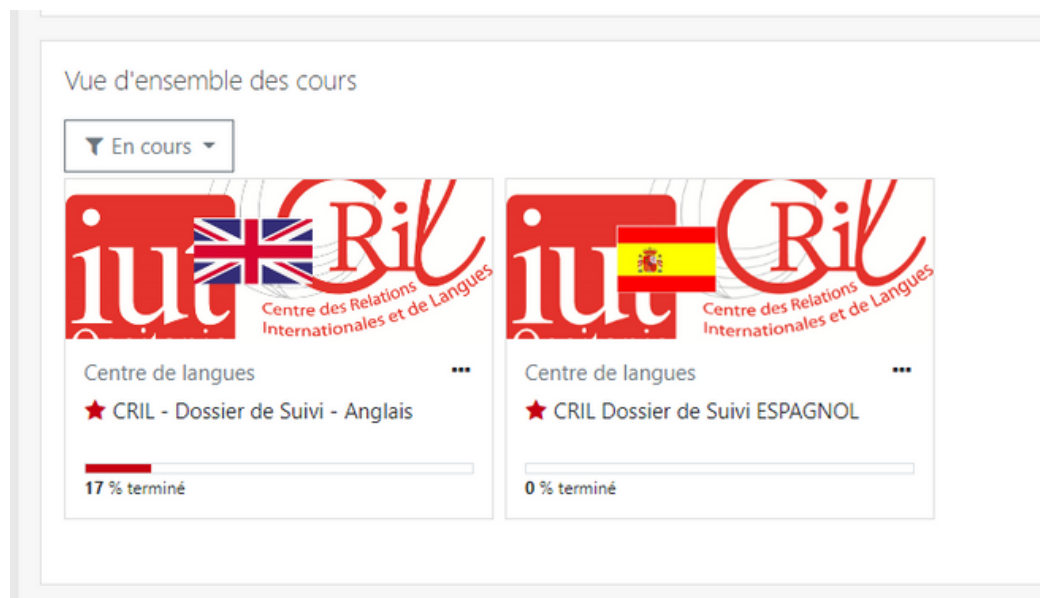 Vue d'ensemble des cours
En cours
iut
CRil
Centre des Relations
Internationales et de Langues
iut
CRil
Centre des Relations
Internationales et de Langues
Centre de langues
CRIL - Dossier de Suivi - Anglais
17 % terminé
Centre de langues
CRIL Dossier de Suivi ESPAGNOL
0 % terminé